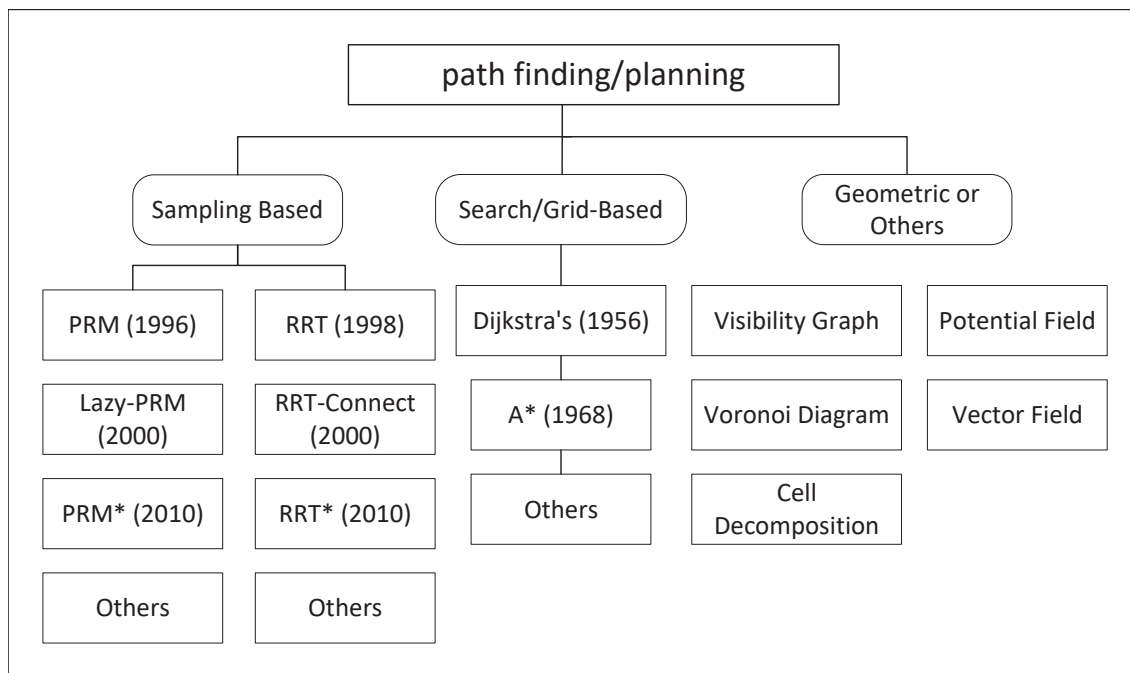 path finding/planning
Sampling Based
Search/Grid-Based
Geometric or
Others
PRM (1996)
RRT (1998)
Dijkstra's (1956)
Visibility Graph
Potential Field
Lazy-PRM
(2000)
RRT-Connect
(2000)
A* (1968)
Voronoi Diagram
Vector Field
PRM* (2010)
RRT* (2010)
Others
Cell
Decomposition
Others
Others